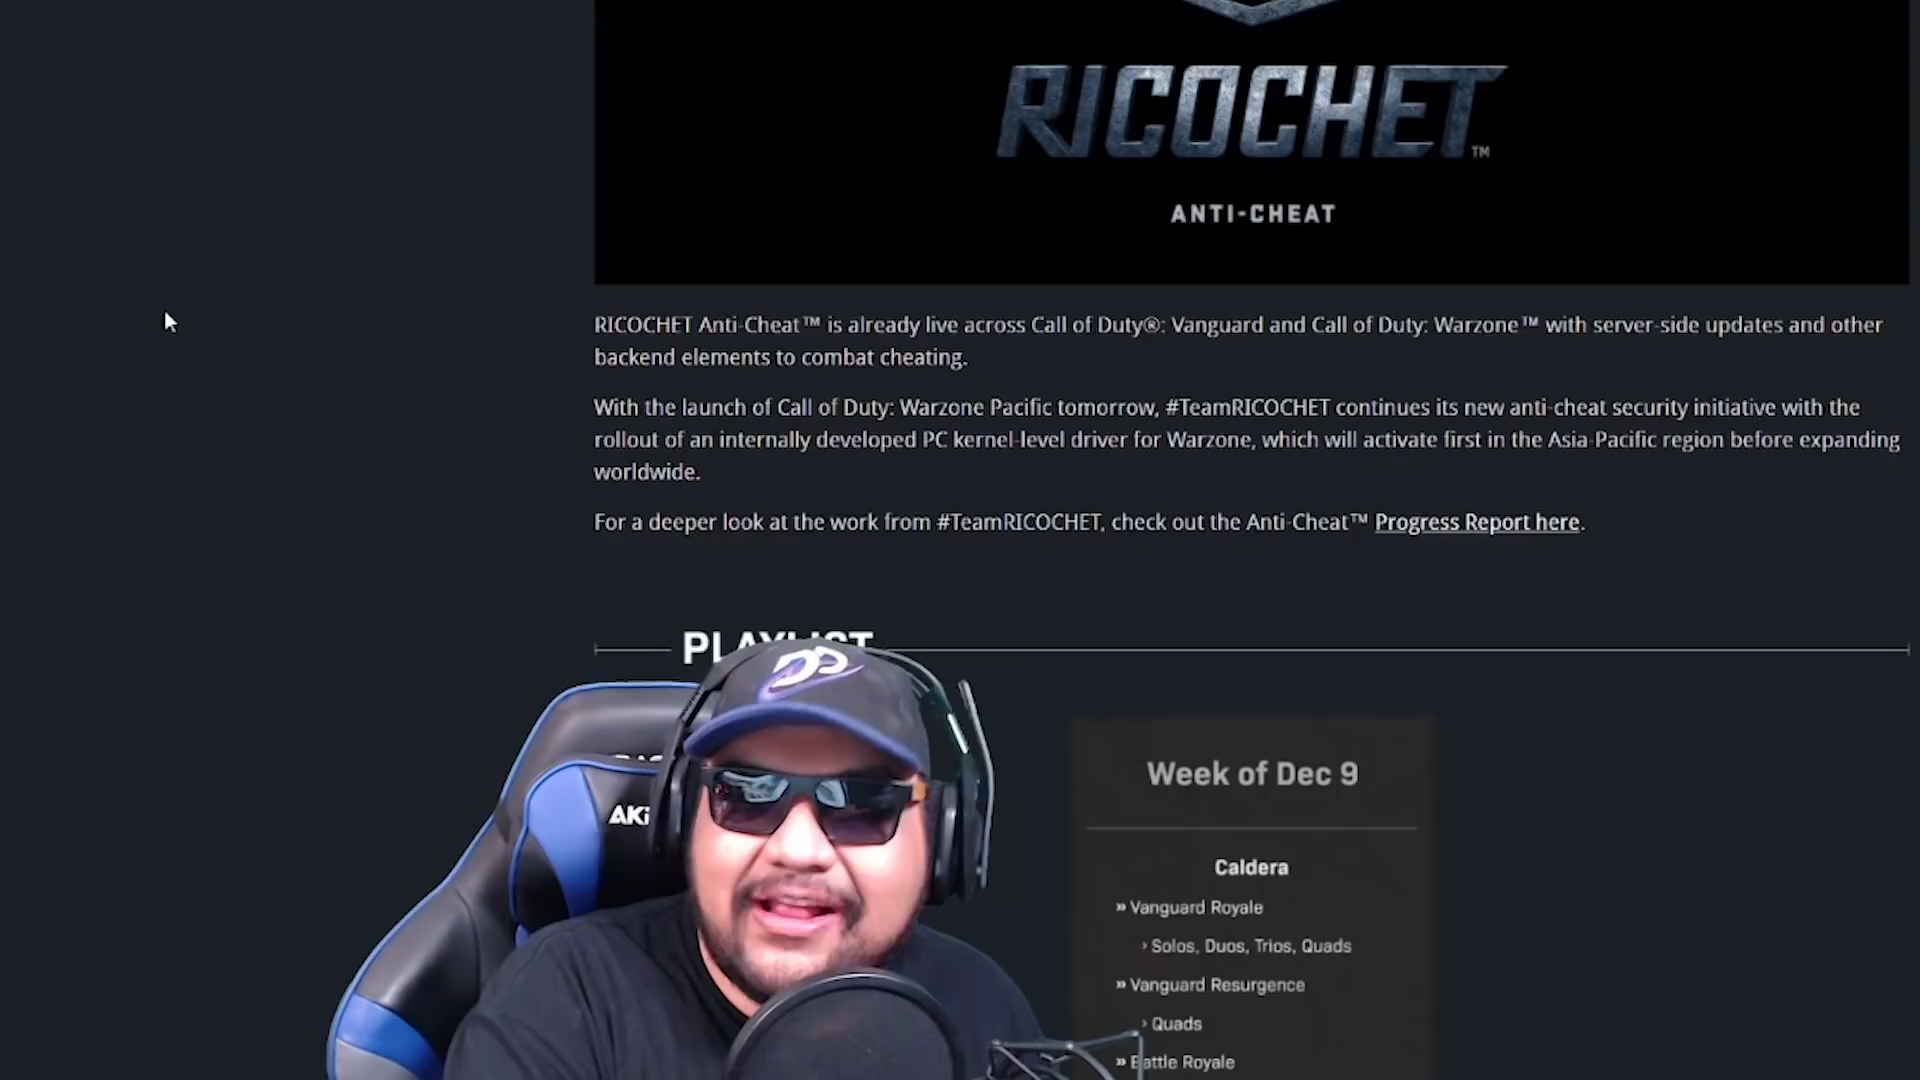 RICOCHET™
ANTI-CHEAT
RICOCHET Anti-Cheat™ is already live across Call of Duty®: Vanguard and Call of Duty: Warzone™ with server-side updates and other
backend elements to combat cheating.
With the launch of Call of Duty: Warzone Pacific tomorrow, #TeamRICOCHET continues its new anti-cheat security initiative with the
rollout of an internally developed PC kernel-level driver for Warzone, which will activate first in the Asia-Pacific region before expanding
worldwide.
For a deeper look at the work from #TeamRICOCHET, check out the Anti-Cheat™ Progress Report here.
PLAYLIST
Week of Dec 9
Caldera
» Vanguard Royale
› Solos, Duos, Trios, Quads
» Vanguard Resurgence
› Quads
» Battle Royale